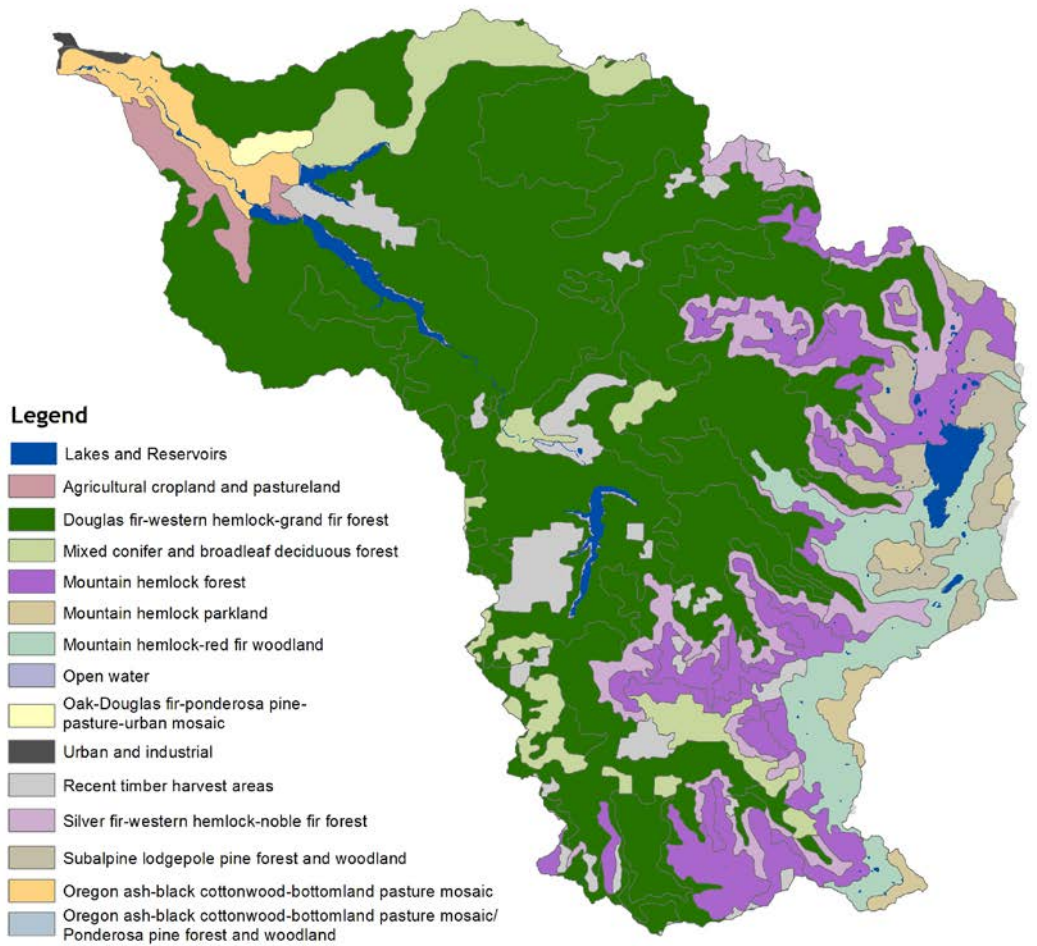 Legend
Lakes and Reservoirs
Agricultural cropland and pastureland
Douglas fir-western hemlock-grand fir forest
Mixed conifer and broadleaf deciduous forest
Mountain hemlock forest
Mountain hemlock parkland
Mountain hemlock-red fir woodland
Open water
Oak-Douglas fir-ponderosa pine-
pasture-urban mosaic
Urban and industrial
Recent timber harvest areas
Silver fir-western hemlock-noble fir forest
Subalpine lodgepole pine forest and woodland
Oregon ash-black cottonwood-bottomland pasture mosaic
Oregon ash-black cottonwood-bottomland pasture mosaic/
Ponderosa pine forest and woodland